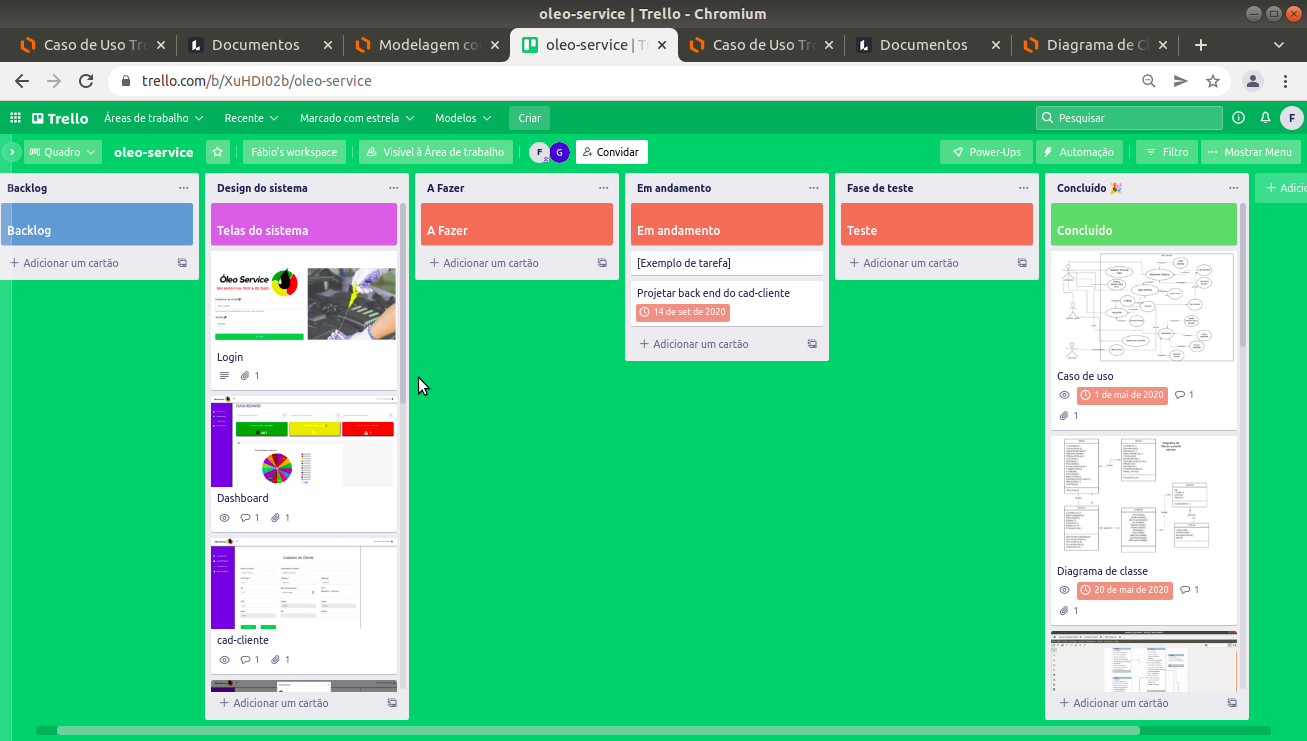 oleo-service | Trello - Chromium
Caso de Uso Tr
Documentos
Modelagem co
oleo-service | T
Caso de Uso Tr
Documentos
Diagrama de C
trello.com/b/XuHDI02b/oleo-service
Trello
Áreas de trabalho
Recente
Marcado com estrela
Modelos
Criar
Pesquisar
F
Quadro
oleo-service
Fábio's workspace
Visível à Área de trabalho
F
G
Convidar
Power-Ups
Automação
Filtro
Mostrar Menu
Backlog
Backlog
Adicionar um cartão
Design do sistema
Telas do sistema
Óleo Service
SEU AMIGO NA TROCA DE ÓLEO
Login
1
DASHBOARD
Dashboard
1
1
Cadastro de Cliente
cad-cliente
1
1
Adicionar um cartão
A Fazer
A Fazer
Adicionar um cartão
Em andamento
Em andamento
[Exemplo de tarefa]
Projetar back end do cad-cliente
14 de set de 2020
Adicionar um cartão
Fase de teste
Teste
Adicionar um cartão
Concluído 🎉
Concluído
Caso de uso
1 de mai de 2020
1
1
Diagrama de classe
20 de mai de 2020
1
1
Adicionar um cartão
Adicio